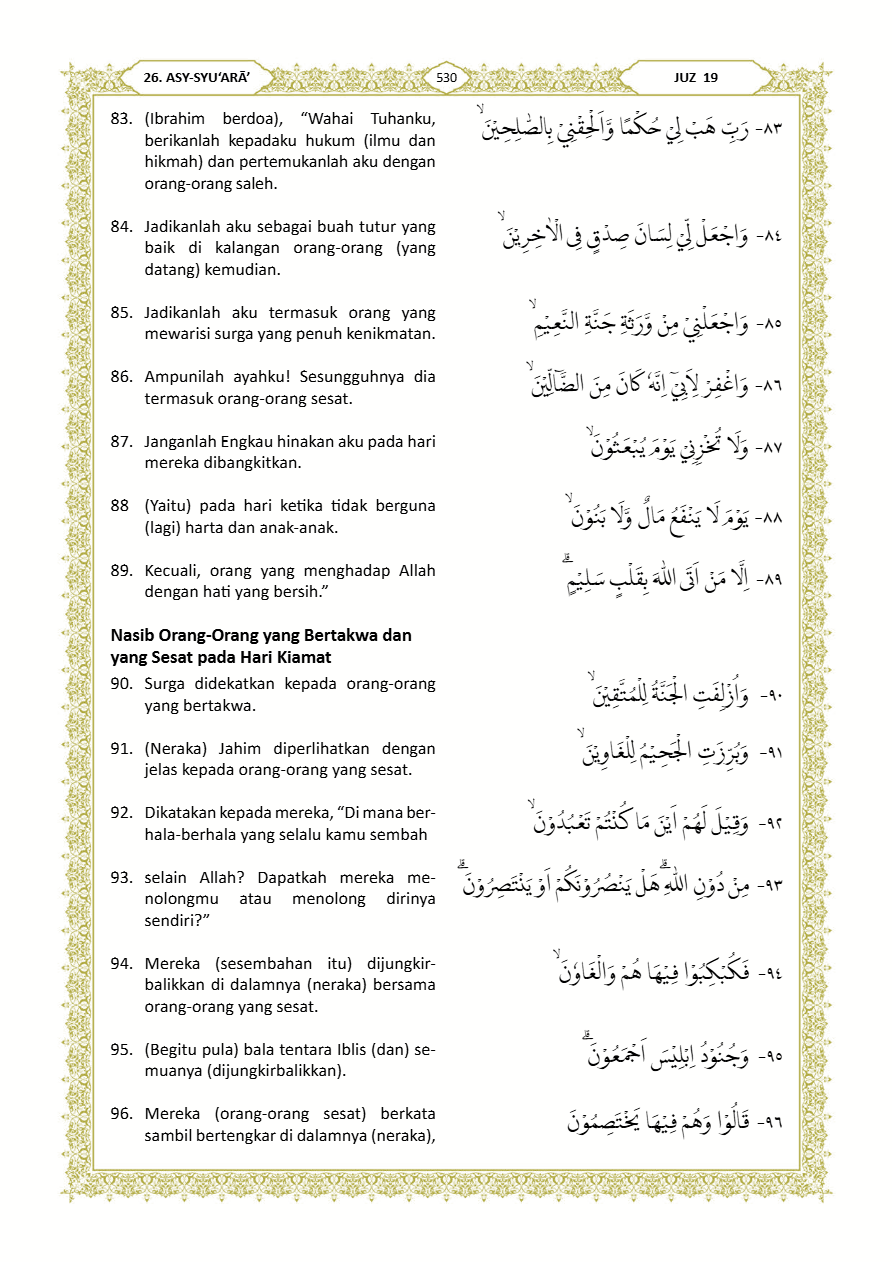 26. ASY-SYU‘ARĀ’
530
JUZ 19
83. (Ibrahim berdoa), “Wahai Tuhanku,
berikanlah kepadaku hukum (ilmu dan
hikmah) dan pertemukanlah aku dengan
orang-orang saleh.
٨٣- رَبِّ هَبْ لِيْ حُكْمًا وَّاَلْحِقْنِيْ بِالصّٰلِحِيْنَ ۙ
84. Jadikanlah aku sebagai buah tutur yang
baik di kalangan orang-orang (yang
datang) kemudian.
٨٤- وَاجْعَلْ لِّيْ لِسَانَ صِدْقٍ فِى الْاٰخِرِيْنَ ۙ
85. Jadikanlah aku termasuk orang yang
mewarisi surga yang penuh kenikmatan.
٨٥- وَاجْعَلْنِيْ مِنْ وَّرَثَةِ جَنَّةِ النَّعِيْمِ ۙ
86. Ampunilah ayahku! Sesungguhnya dia
termasuk orang-orang sesat.
٨٦- وَاغْفِرْ لِاَبِيْٓ اِنَّهٗ كَانَ مِنَ الضَّاۤلِّيْنَ ۙ
87. Janganlah Engkau hinakan aku pada hari
mereka dibangkitkan.
٨٧- وَلَا تُخْزِنِيْ يَوْمَ يُبْعَثُوْنَ ۙ
88 (Yaitu) pada hari ketika tidak berguna
(lagi) harta dan anak-anak.
٨٨- يَوْمَ لَا يَنْفَعُ مَالٌ وَّلَا بَنُوْنَ ۙ
89. Kecuali, orang yang menghadap Allah
dengan hati yang bersih.”
٨٩- اِلَّا مَنْ اَتَى اللّٰهَ بِقَلْبٍ سَلِيْمٍ ۗ
Nasib Orang-Orang yang Bertakwa dan
yang Sesat pada Hari Kiamat
90. Surga didekatkan kepada orang-orang
yang bertakwa.
٩٠- وَاُزْلِفَتِ الْجَنَّةُ لِلْمُتَّقِيْنَ ۙ
91. (Neraka) Jahim diperlihatkan dengan
jelas kepada orang-orang yang sesat.
٩١- وَبُرِّزَتِ الْجَحِيْمُ لِلْغَاوِيْنَ ۙ
92. Dikatakan kepada mereka, “Di mana ber-
hala-berhala yang selalu kamu sembah
٩٢- وَقِيْلَ لَهُمْ اَيْنَ مَا كُنْتُمْ تَعْبُدُوْنَ ۙ
93. selain Allah? Dapatkah mereka me-
nolongmu atau menolong dirinya
sendiri?”
٩٣- مِنْ دُوْنِ اللّٰهِ ۗهَلْ يَنْصُرُوْنَكُمْ اَوْ يَنْتَصِرُوْنَ ۗ
94. Mereka (sesembahan itu) dijungkir-
balikkan di dalamnya (neraka) bersama
orang-orang yang sesat.
٩٤- فَكُبْكِبُوْا فِيْهَا هُمْ وَالْغَاوٗنَ ۙ
95. (Begitu pula) bala tentara Iblis (dan) se-
muanya (dijungkirbalikkan).
٩٥- وَجُنُوْدُ اِبْلِيْسَ اَجْمَعُوْنَ ۗ
96. Mereka (orang-orang sesat) berkata
sambil bertengkar di dalamnya (neraka),
٩٦- قَالُوْا وَهُمْ فِيْهَا يَخْتَصِمُوْنَ